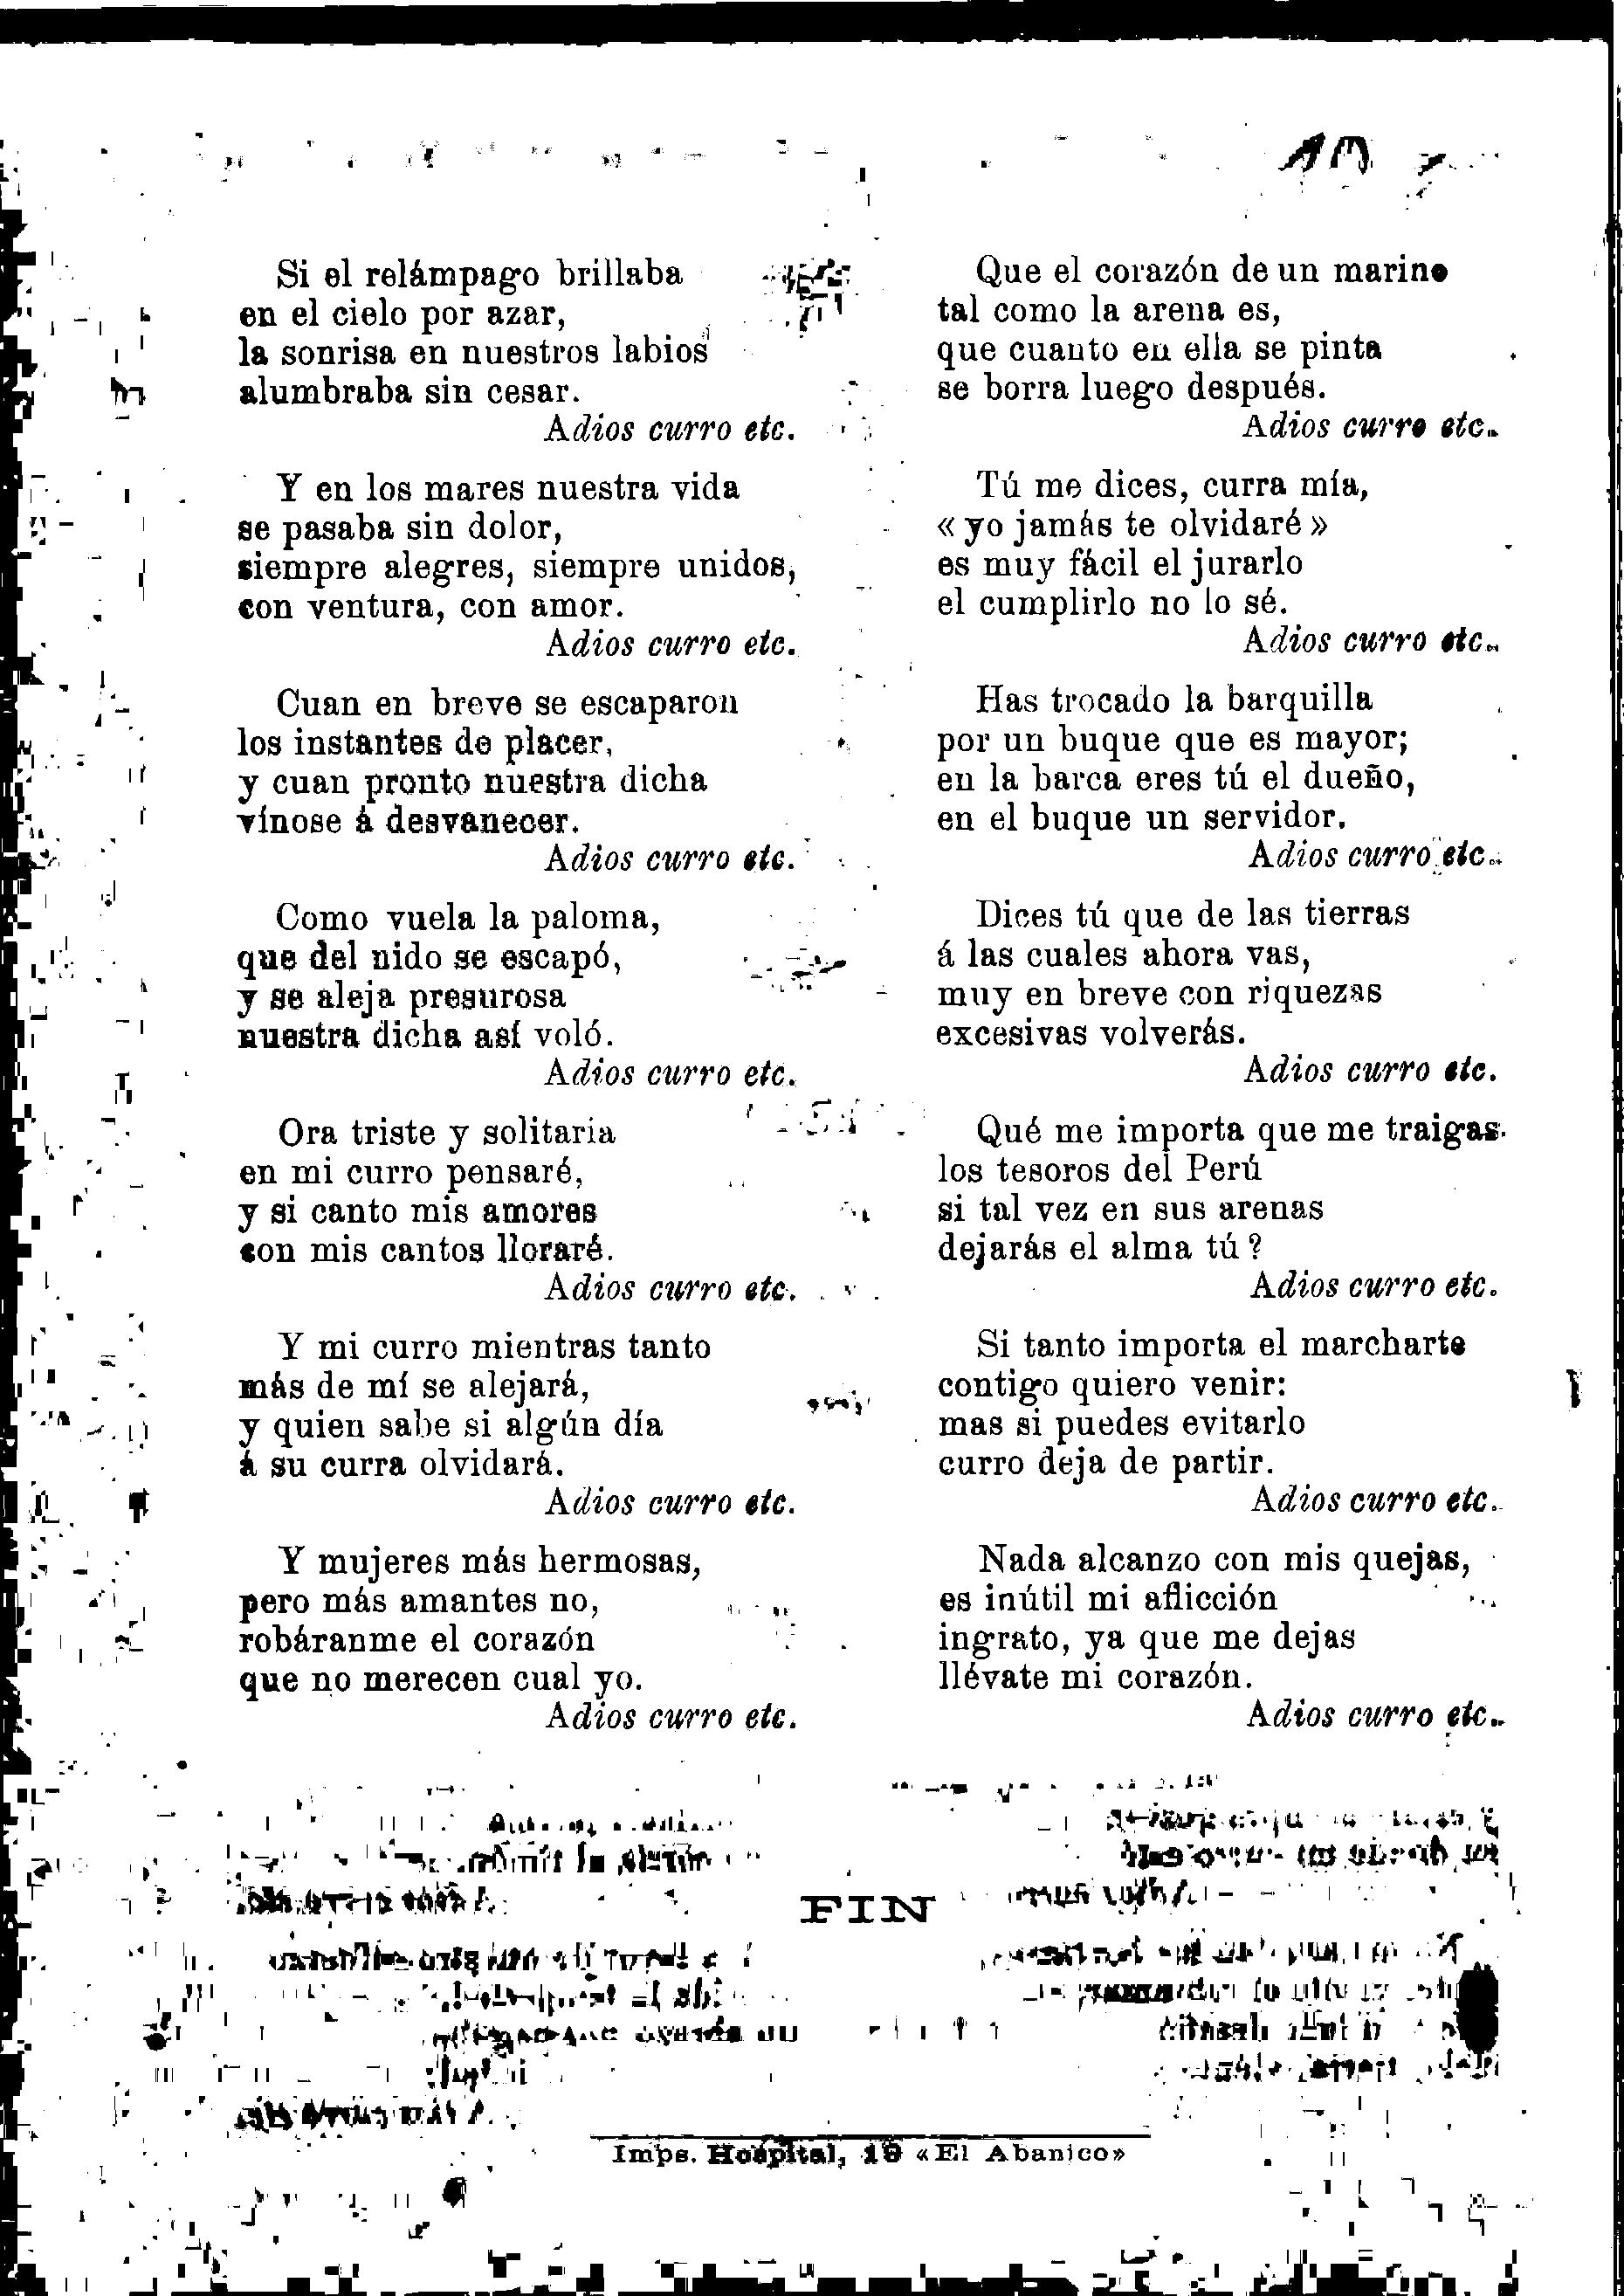 Si el relámpago brillaba
en el cielo por azar,
la sonrisa en nuestros labios
alumbraba sin cesar.
Adios curro etc.
Y en los mares nuestra vida
se pasaba sin dolor,
siempre alegres, siempre unidos,
con ventura, con amor.
Adios curro etc.
Cuan en breve se escaparon
los instantes de placer,
y cuan pronto nuestra dicha
vínose á desvanecer.
Adios curro etc.
Como vuela la paloma,
que del nido se escapó,
y se aleja presurosa
nuestra dicha así voló.
Adios curro etc.
Ora triste y solitaria
en mi curro pensaré,
y si canto mis amores
con mis cantos lloraré.
Adios curro etc.
Y mi curro mientras tanto
más de mí se alejará,
y quien sabe si algún día
á su curra olvidará.
Adios curro etc.
Y mujeres más hermosas,
pero más amantes no,
robáranme el corazón
que no merecen cual yo.
Adios curro etc.
Que el corazón de un marino
tal como la arena es,
que cuanto en ella se pinta
se borra luego después.
Adios curro etc.
Tú me dices, curra mía,
« yo jamás te olvidaré »
es muy fácil el jurarlo
el cumplirlo no lo sé.
Adios curro etc.
Has trocado la barquilla
por un buque que es mayor;
en la barca eres tú el dueño,
en el buque un servidor.
Adios curro etc.
Dices tú que de las tierras
á las cuales ahora vas,
muy en breve con riquezas
excesivas volverás.
Adios curro etc.
Qué me importa que me traigas
los tesoros del Perú
si tal vez en sus arenas
dejarás el alma tú ?
Adios curro etc.
Si tanto importa el marcharte
contigo quiero venir:
mas si puedes evitarlo
curro deja de partir.
Adios curro etc.
Nada alcanzo con mis quejas,
es inútil mi aflicción
ingrato, ya que me dejas
llévate mi corazón.
Adios curro etc.
FIN
Imps. Hospital, 19 «El Abanico»